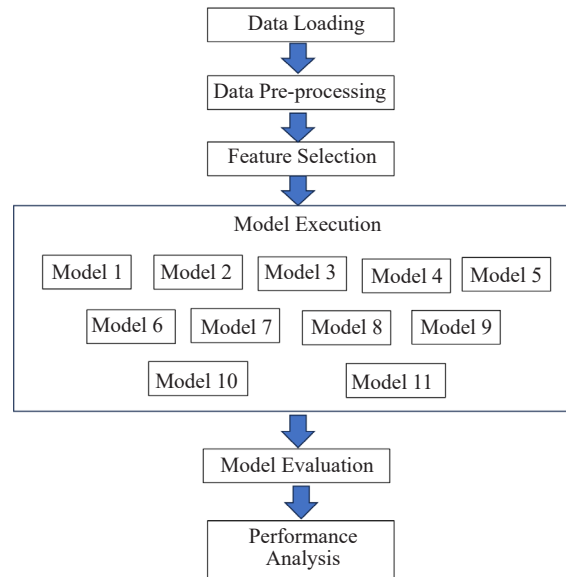 Data Loading
Data Pre-processing
Feature Selection
Model Execution
Model 1
Model 2
Model 3
Model 4
Model 5
Model 6
Model 7
Model 8
Model 9
Model 10
Model 11
Model Evaluation
Performance
Analysis